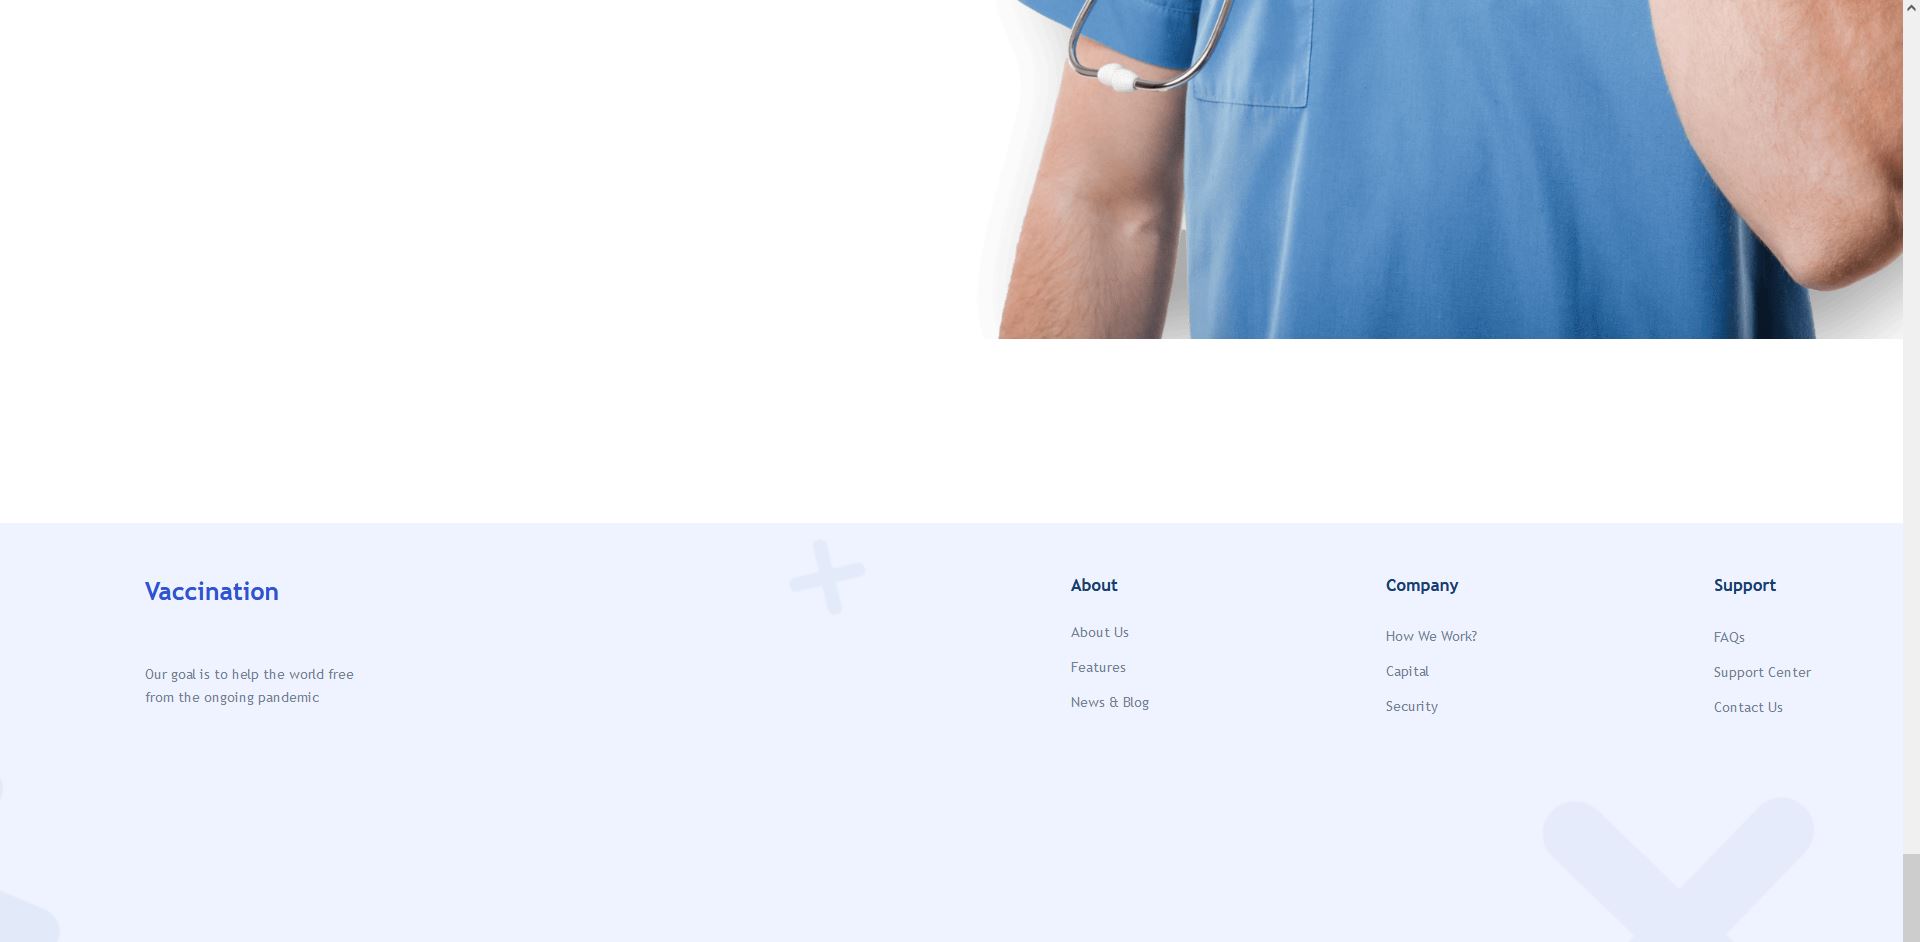 Vaccination
Our goal is to help the world free
from the ongoing pandemic
About
About Us
Features
News & Blog
Company
How We Work?
Capital
Security
Support
FAQs
Support Center
Contact Us